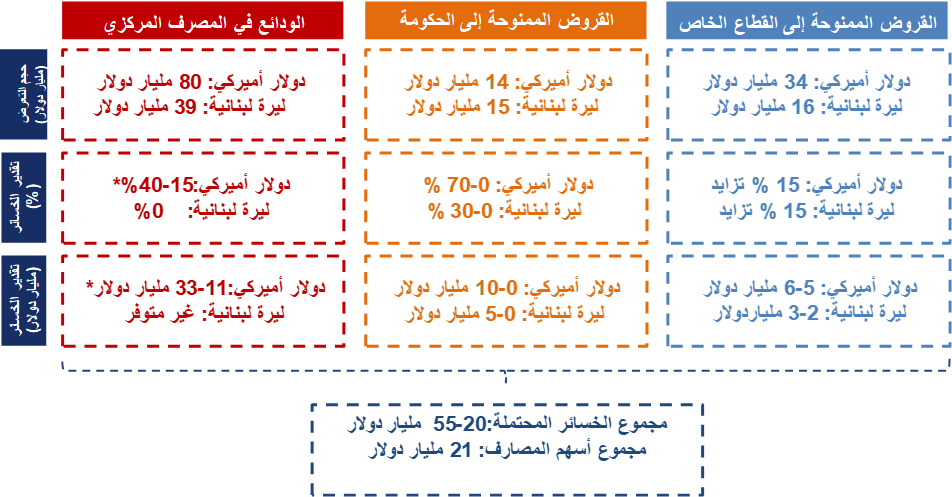 القروض الممنوحة إلى القطاع الخاص
القروض الممنوحة إلى الحكومة
الودائع في المصرف المركزي
حجم التعرض
(مليار دولار)
دولار أميركي: 34 مليار دولار
ليرة لبنانية: 16 مليار دولار
دولار أميركي: 14 مليار دولار
ليرة لبنانية: 15 مليار دولار
دولار أميركي: 80 مليار دولار
ليرة لبنانية: 39 مليار دولار
تقدير الخسائر
(%)
دولار أميركي: 15 % تزايد
ليرة لبنانية: 15 % تزايد
دولار أميركي: 0-70 %
ليرة لبنانية: 0-30 %
دولار أميركي:15-40%*
ليرة لبنانية: 0%
تقدير الخسائر
(مليار دولار)
دولار أميركي: 5-6 مليار دولار
ليرة لبنانية: 2-3 ملياردولار
دولار أميركي: 0-10 مليار دولار
ليرة لبنانية: 0-5 مليار دولار
دولار أميركي:11-33 مليار دولار*
ليرة لبنانية: غير متوفر
مجموع الخسائر المحتملة:20-55 مليار دولار
مجموع أسهم المصارف: 21 مليار دولار